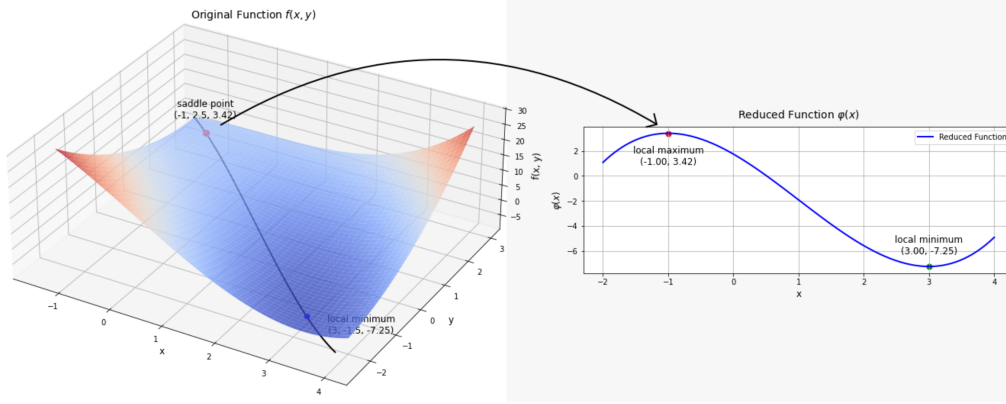 Original Function f(x, y)
saddle point
(-1, 2.5, 3.42)
local minimum
(3, -1.5, -7.25)
30
25
20
15
10
5
0
−5
f(x, y)
3
2
1
0
−1
−2
y
−1
0
1
2
3
4
x
Reduced Function φ(x)
Reduced Function
local maximum
(-1.00, 3.42)
local minimum
(3.00, -7.25)
2
0
−2
−4
−6
φ(x)
−2
−1
0
1
2
3
4
x